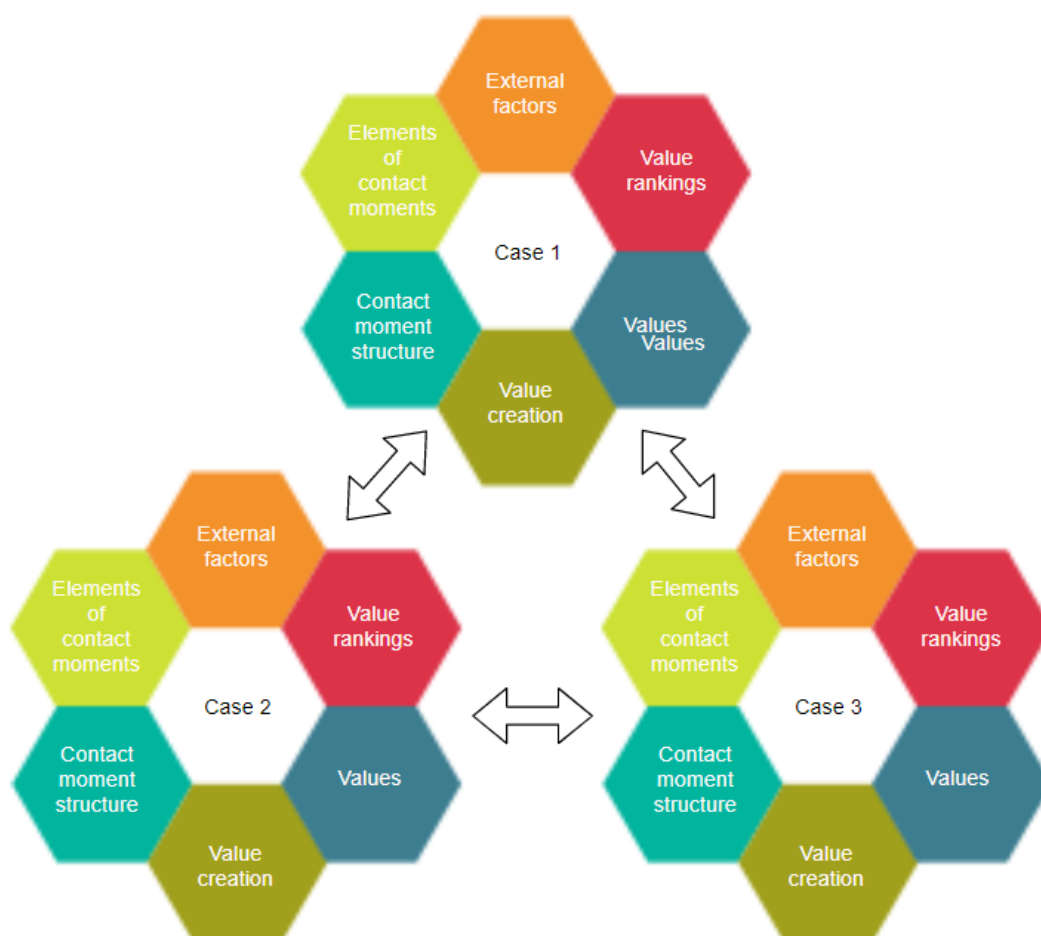 External
factors
Elements
of
contact
moments
Value
rankings
Case 1
Contact
moment
structure
Values
Values
Value
creation
External
factors
Elements
of
contact
moments
Value
rankings
Case 2
Contact
moment
structure
Values
Value
creation
External
factors
Elements
of
contact
moments
Value
rankings
Case 3
Contact
moment
structure
Values
Value
creation